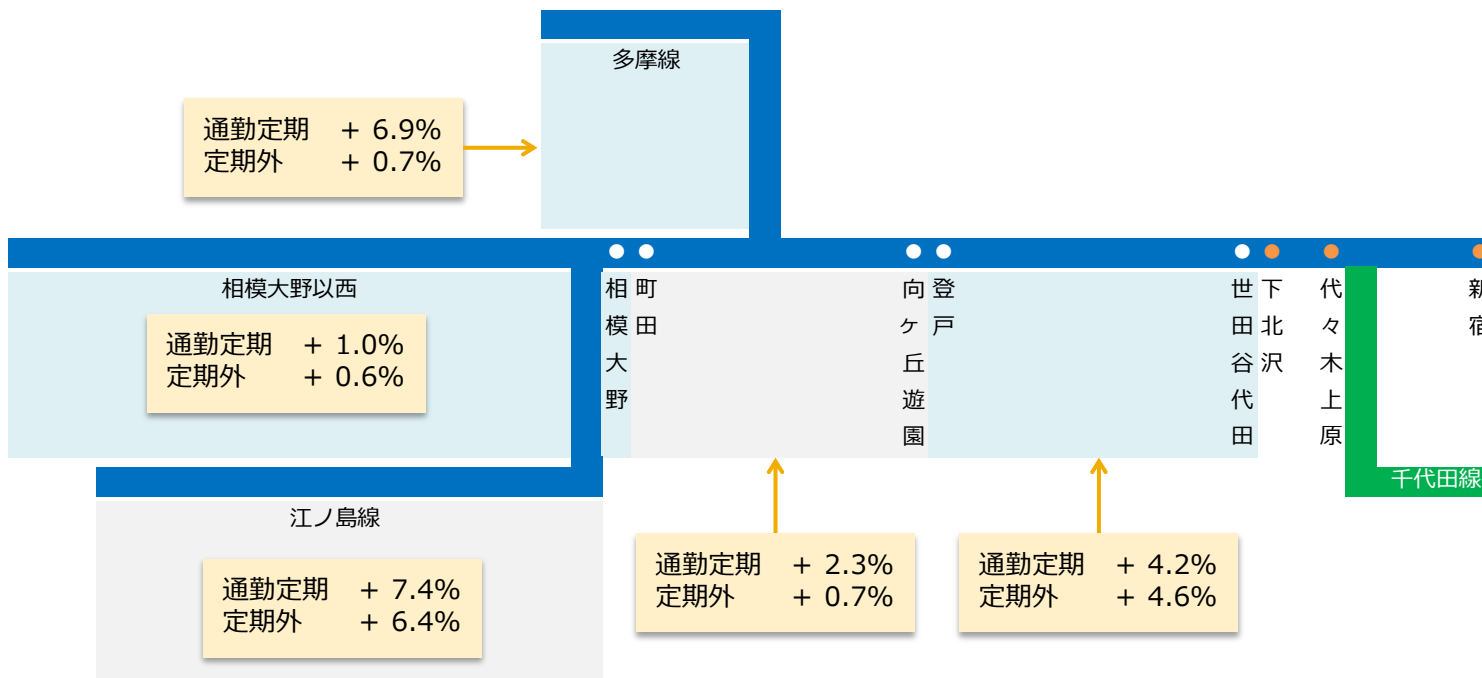 多摩線
通勤定期 + 6.9%
定期外 + 0.7%
相模大野以西
通勤定期 + 1.0%
定期外 + 0.6%
相模大野
町田
向ケ丘遊園
登戸
世田谷代田
下北沢
代々木上原
新宿
千代田線
江ノ島線
通勤定期 + 7.4%
定期外 + 6.4%
通勤定期 + 2.3%
定期外 + 0.7%
通勤定期 + 4.2%
定期外 + 4.6%